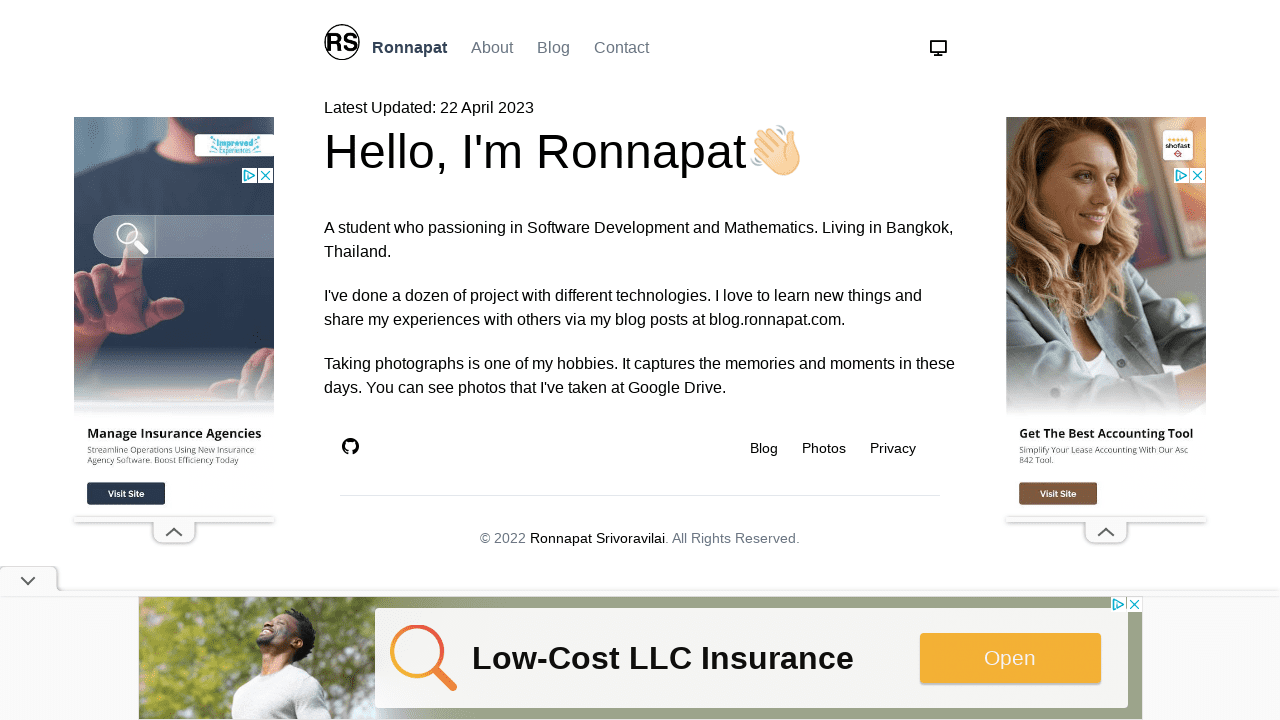 RS Ronnapat About Blog Contact
Latest Updated: 22 April 2023
Hello, I'm Ronnapat👋🏻
A student who passioning in Software Development and Mathematics. Living in Bangkok,
Thailand.
I've done a dozen of project with different technologies. I love to learn new things and
share my experiences with others via my blog posts at blog.ronnapat.com.
Taking photographs is one of my hobbies. It captures the memories and moments in these
days. You can see photos that I've taken at Google Drive.
Blog Photos Privacy
© 2022 Ronnapat Srivoravilai. All Rights Reserved.
Improved
Experiences
Manage Insurance Agencies
Streamline Operations Using New Insurance
Agency Software. Boost Efficiency Today
Visit Site
shofast
Get The Best Accounting Tool
Simplify Your Lease Accounting With Our Asc
842 Tool.
Visit Site
Low-Cost LLC Insurance
Open